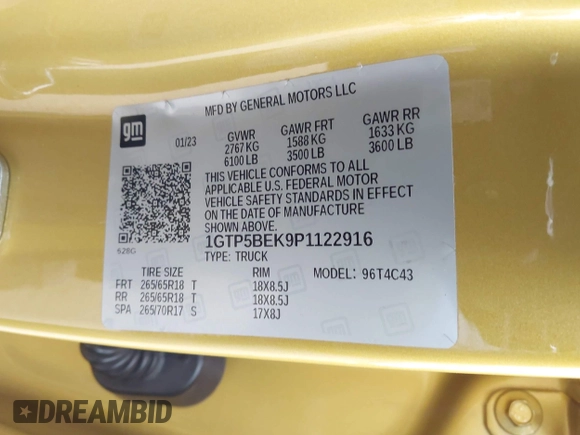 MFD BY GENERAL MOTORS LLC
gm
01/23
GVWR GAWR FRT GAWR RR
2767 KG 1588 KG 1633 KG
6100 LB 3500 LB 3600 LB
THIS VEHICLE CONFORMS TO ALL
APPLICABLE U.S. FEDERAL MOTOR
VEHICLE SAFETY STANDARDS IN EFFECT
ON THE DATE OF MANUFACTURE
SHOWN ABOVE.
628G
1GTP5BEK9P1122916
TYPE: TRUCK
TIRE SIZE RIM MODEL: 96T4C43
FRT 265/65R18 T 18X8.5J
RR 265/65R18 T 18X8.5J
SPA 265/70R17 S 17X8J
DREAMBID